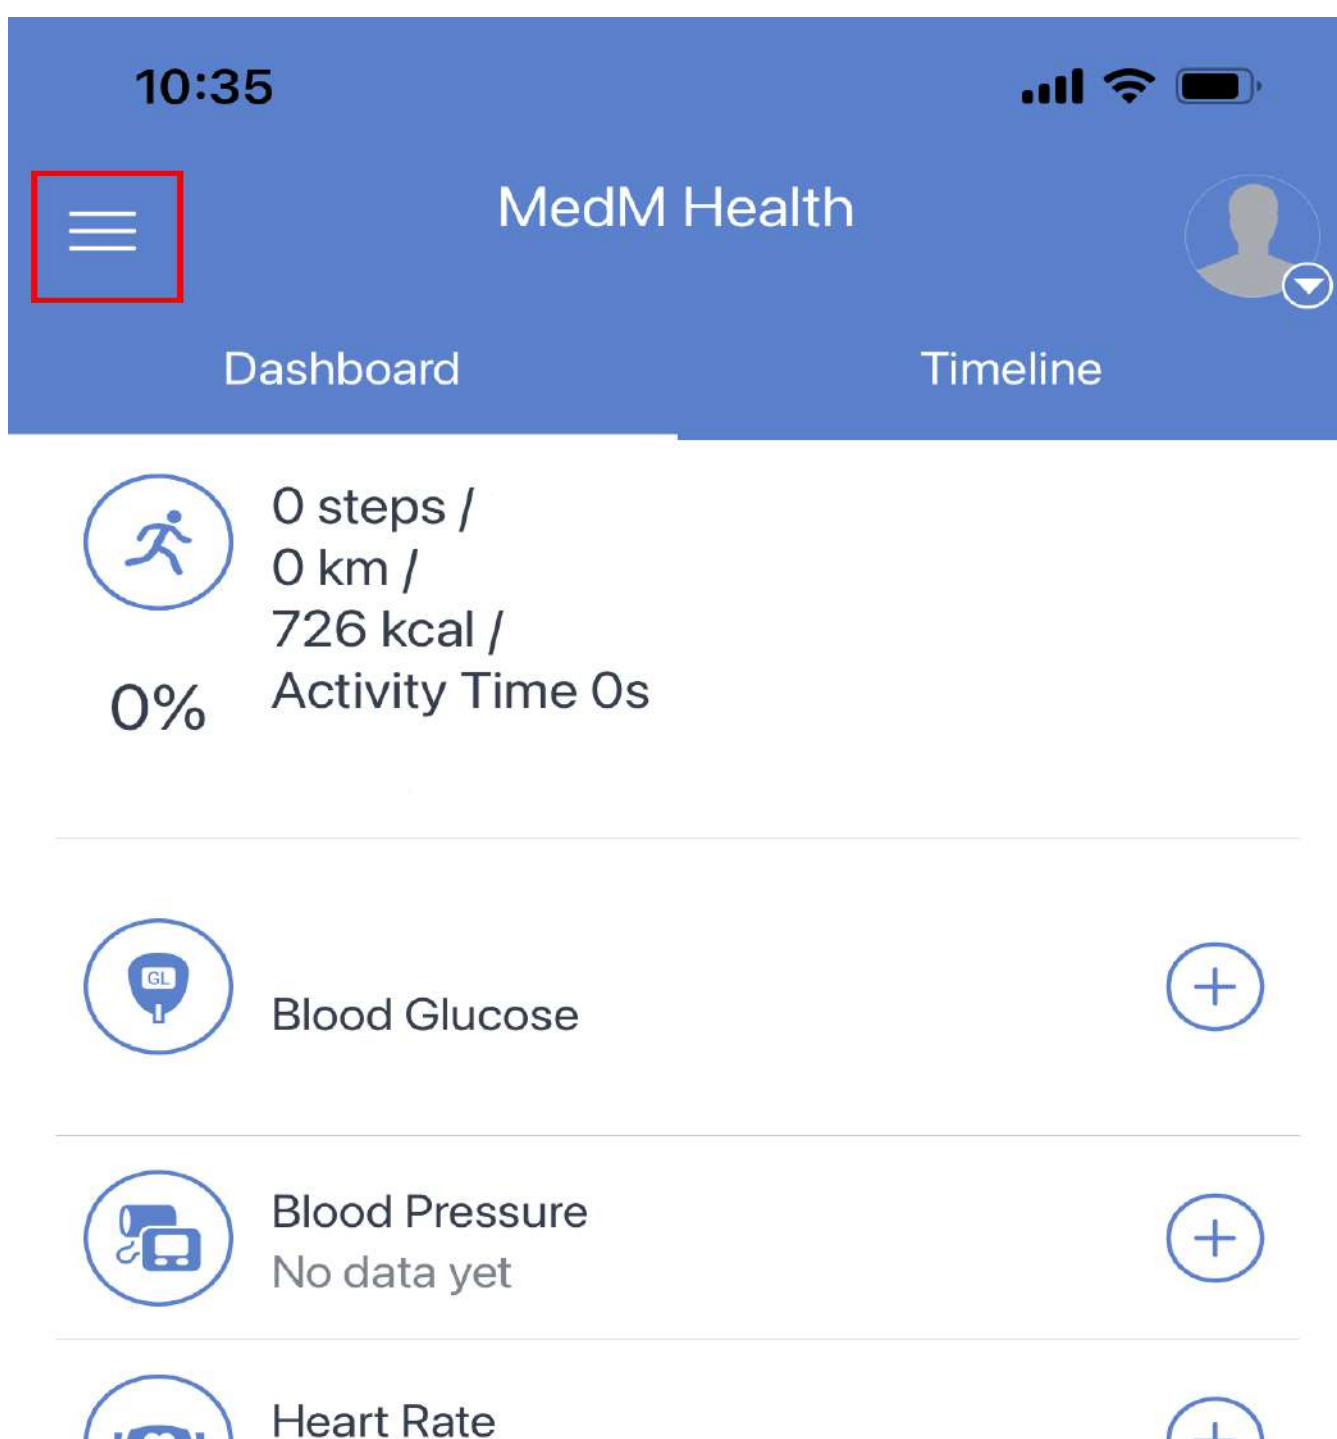 10:35
MedM Health
Dashboard
Timeline
0 steps /
0 km /
726 kcal /
Activity Time 0s
0%
GL
Blood Glucose
Blood Pressure
No data yet
Heart Rate